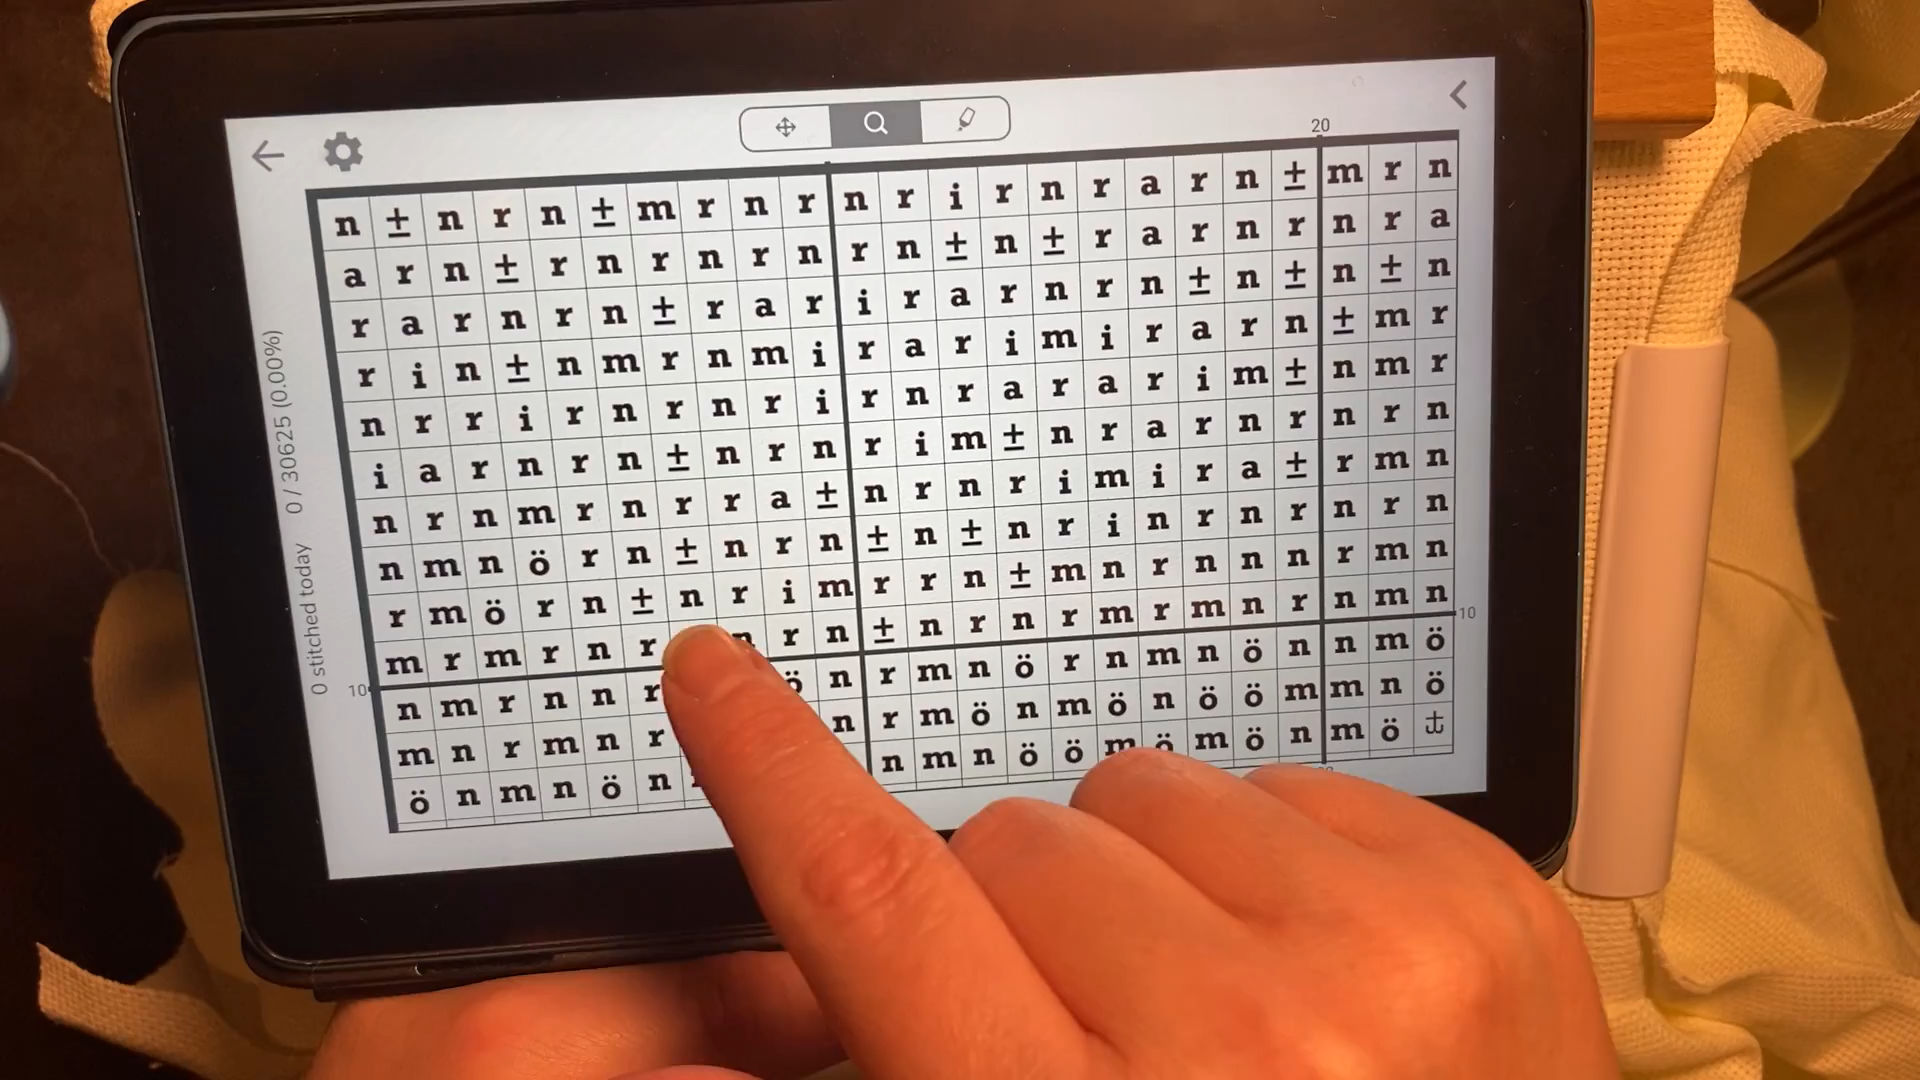 20
n ± n r n ± m r n r n r i r n r a r n ± m r n
a r n ± r n r n r n r n ± n ± r a r n r n r a
r a r n r n ± r a r i r a r n r n ± n ± n ± n
r i n ± n m r n m i r a r i m i r a r n ± m r
n r r i r n r n r i r n r a r a r i m ± n m r
i a r n r n ± n r n r i m ± n r a r n r n r n
n r n m r n r r a ± n r n r i m i r a ± r m n
n m n ö r n ± n r n ± n ± n r i n r n r n r n
r m ö r n ± n r i m r r n ± m n r n n n r m n
m r m r n r r n ± n r n r m r m n r n m n
10 10
n m r n n r ö n r m n ö r n m n ö n n m ö
m n r m n r n r m ö n m ö n ö ö m m n ö
ö n m n ö n n m n ö ö m ö m ö n m ö
0 stitched today 0 / 30625 (0.00%)